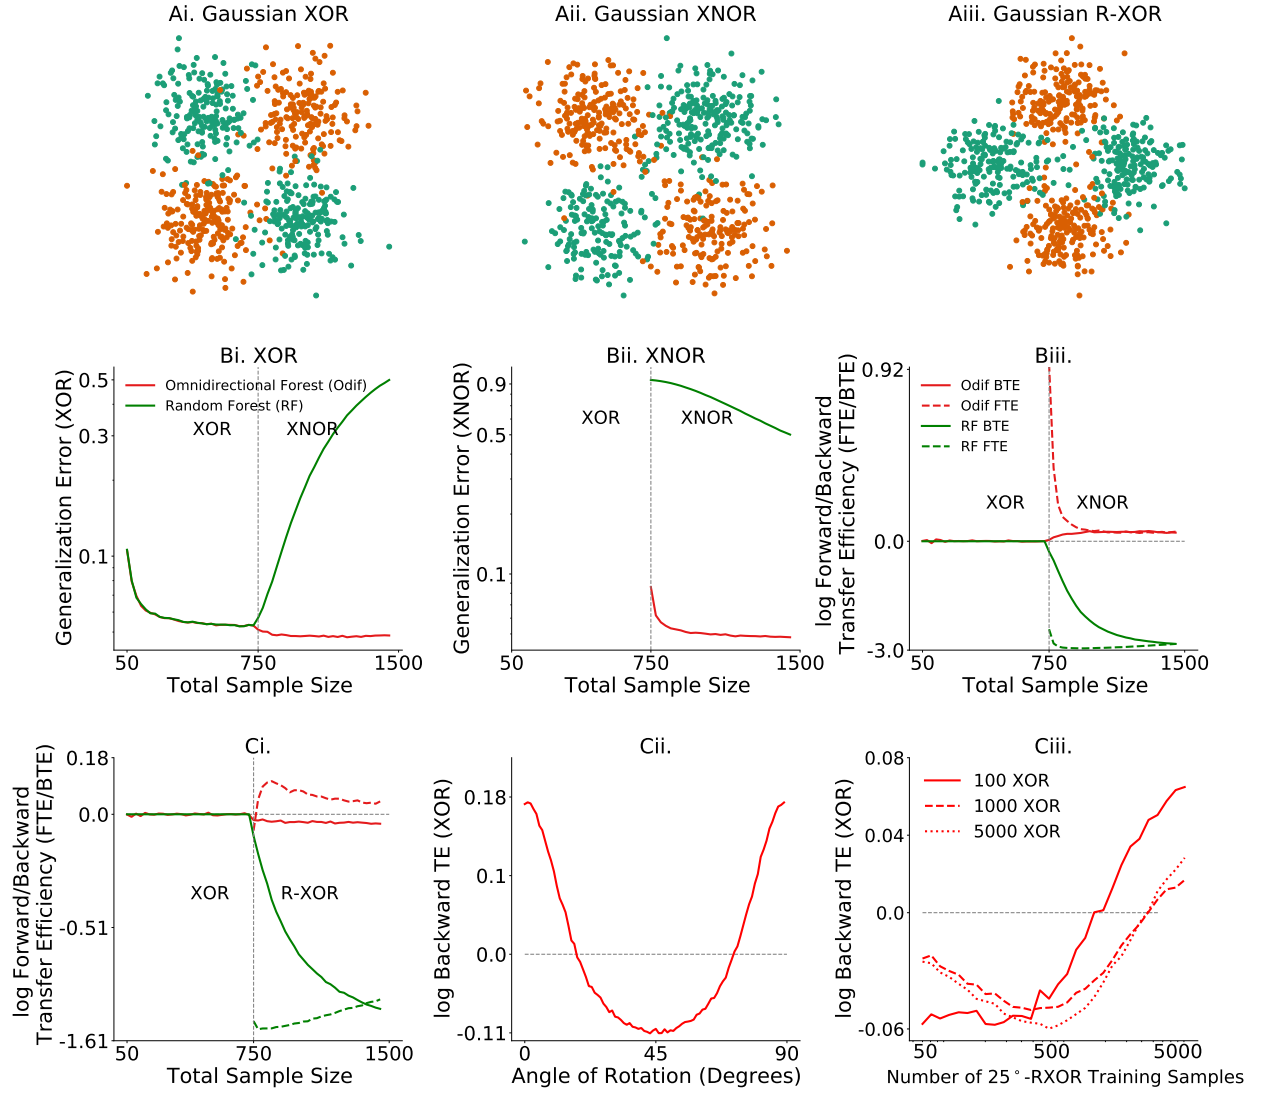 Ai. Gaussian XOR
Aii. Gaussian XNOR
Aiii. Gaussian R-XOR
Bi. XOR
Generalization Error (XOR)
0.5
0.3
0.1
Omnidirectional Forest (Odif)
Random Forest (RF)
XOR
XNOR
50
750
1500
Total Sample Size
Bii. XNOR
Generalization Error (XNOR)
0.9
0.5
0.1
XOR
XNOR
50
750
1500
Total Sample Size
Biii.
log Forward/Backward
Transfer Efficiency (FTE/BTE)
0.92
0.0
-3.0
Odif BTE
Odif FTE
RF BTE
RF FTE
XOR
XNOR
50
750
1500
Total Sample Size
Ci.
log Forward/Backward
Transfer Efficiency (FTE/BTE)
0.18
0.0
-0.51
-1.61
XOR
R-XOR
50
750
1500
Total Sample Size
Cii.
log Backward TE (XOR)
0.18
0.1
0.0
-0.11
0
45
90
Angle of Rotation (Degrees)
Ciii.
log Backward TE (XOR)
0.08
0.04
0.0
-0.06
100 XOR
1000 XOR
5000 XOR
50
500
5000
Number of 25°-RXOR Training Samples